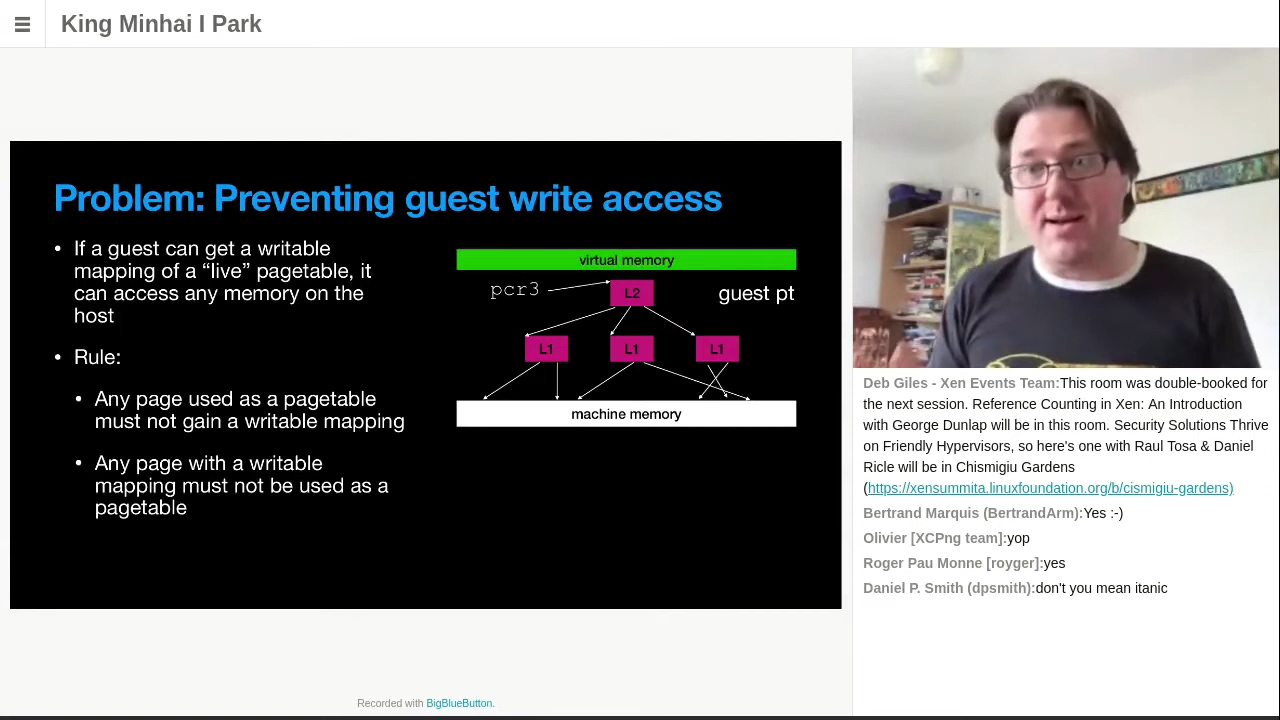 King Minhai I Park
Problem: Preventing guest write access
• If a guest can get a writable
mapping of a “live” pagetable, it
can access any memory on the
host
• Rule:
• Any page used as a pagetable
must not gain a writable mapping
• Any page with a writable
mapping must not be used as a
pagetable
virtual memory
pcr3
L2
guest pt
L1
L1
L1
machine memory
Deb Giles - Xen Events Team:This room was double-booked for
the next session. Reference Counting in Xen: An Introduction
with George Dunlap will be in this room. Security Solutions Thrive
on Friendly Hypervisors, so here's one with Raul Tosa & Daniel
Ricle will be in Chismigiu Gardens
(https://xensummita.linuxfoundation.org/b/cismigiu-gardens)
Bertrand Marquis (BertrandArm):Yes :-)
Olivier [XCPng team]:yop
Roger Pau Monne [royger]:yes
Daniel P. Smith (dpsmith):don't you mean itanic
Recorded with BigBlueButton.